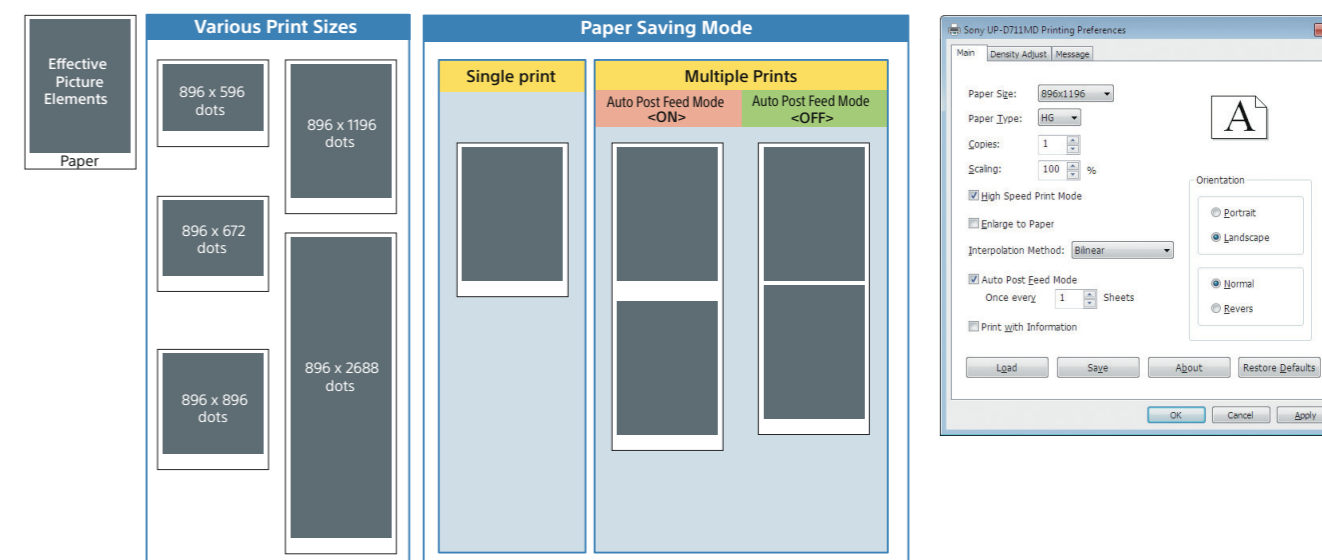 Effective
Picture
Elements
Paper
Various Print Sizes
896 x 596
dots
896 x 672
dots
896 x 896
dots
896 x 1196
dots
896 x 2688
dots
Paper Saving Mode
Single print
Multiple Prints
Auto Post Feed Mode
<ON>
Auto Post Feed Mode
<OFF>
Sony UP-D711MD Printing Preferences
Main Density Adjust Message
Paper Size: 896x1196
Paper Type: HG
Copies: 1
Scaling: 100 %
High Speed Print Mode
Enlarge to Paper
Interpolation Method: Bilinear
Auto Post Feed Mode
Once every 1 Sheets
Print with Information
A
Orientation
Portrait
Landscape
Normal
Revers
Load Save About Restore Defaults
OK Cancel Apply